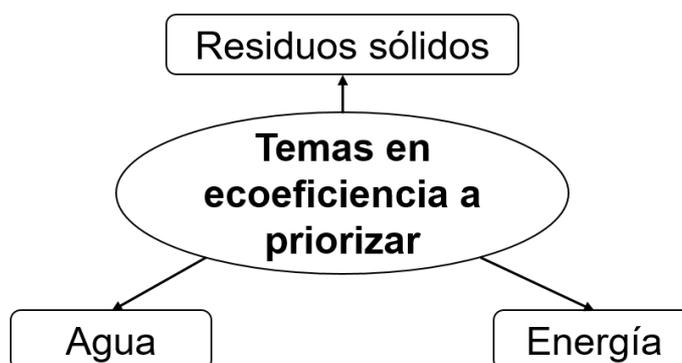 Residuos sólidos
Temas en
ecoeficiencia a
priorizar
Agua
Energía